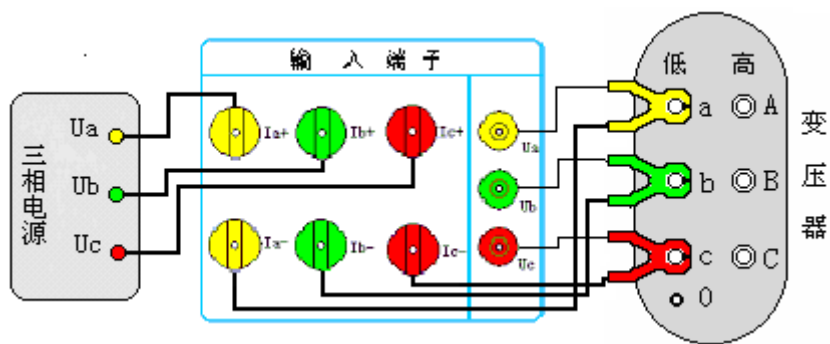 三相电源
Ua
Ub
Uc
输入端子
Ia+
Ib+
Ic+
Ia-
Ib-
Ic-
Ua
Ub
Uc
低 高
a A
b B
c C
0
变压器